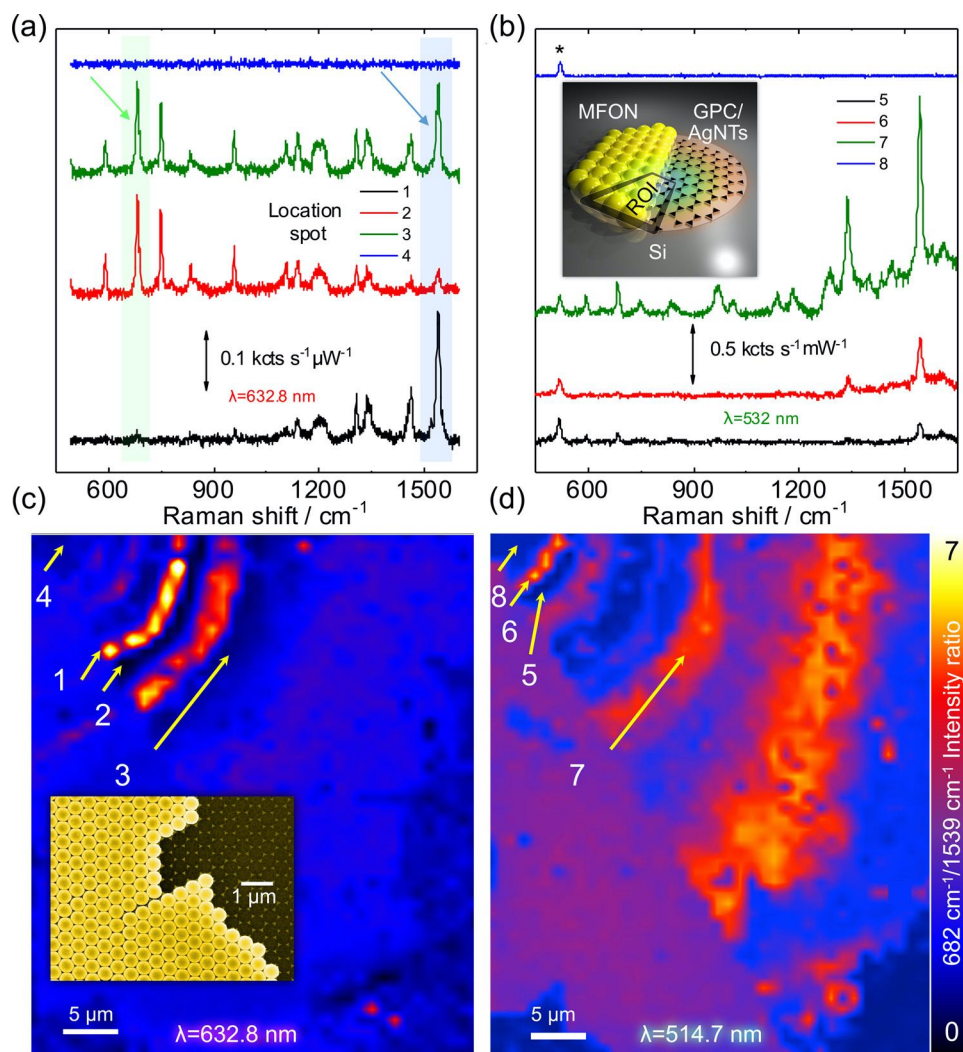 (a)
(b)
*
5
6
7
8
MFON
GPC/
AgNTs
ROI
Si
1
2
3
4
Location
spot
0.1 kcts s⁻¹μW⁻¹
λ=632.8 nm
0.5 kcts s⁻¹mW⁻¹
λ=532 nm
600 900 1200 1500
600 900 1200 1500
Raman shift / cm⁻¹
Raman shift / cm⁻¹
(c)
(d)
4
1
2
3
1 μm
5 μm
λ=632.8 nm
8
6
5
7
5 μm
λ=514.7 nm
7
682 cm⁻¹/1539 cm⁻¹ Intensity ratio
0